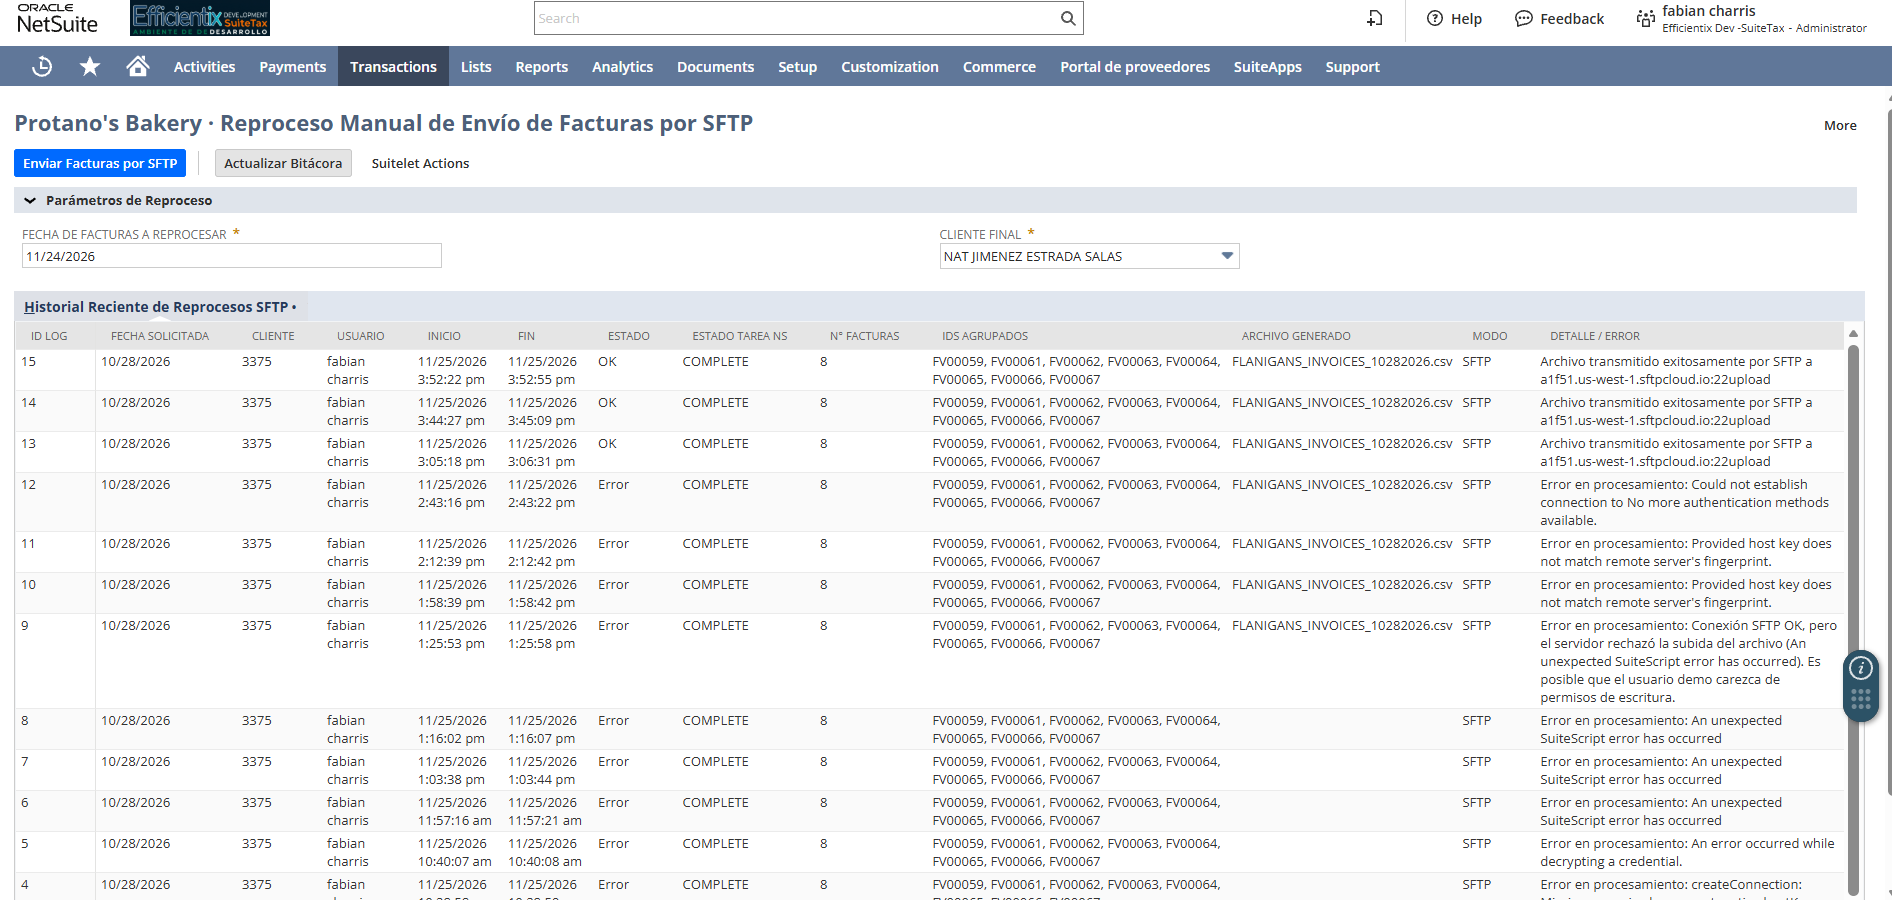 ORACLE
NetSuite
Efficientix DEVELOPMENT
SuiteTax
AMBIENTE DE DESARROLLO
Search
Help
Feedback
fabian charris
Efficientix Dev -SuiteTax - Administrator
Activities Payments Transactions Lists Reports Analytics Documents Setup Customization Commerce Portal de proveedores SuiteApps Support
Protano's Bakery · Reproceso Manual de Envío de Facturas por SFTP
More
Enviar Facturas por SFTP
Actualizar Bitácora
Suitelet Actions
Parámetros de Reproceso
FECHA DE FACTURAS A REPROCESAR *
11/24/2026
CLIENTE FINAL *
NAT JIMENEZ ESTRADA SALAS
Historial Reciente de Reprocesos SFTP •
ID LOG FECHA SOLICITADA CLIENTE USUARIO INICIO FIN ESTADO ESTADO TAREA NS N° FACTURAS IDS AGRUPADOS ARCHIVO GENERADO MODO DETALLE / ERROR
15 10/28/2026 3375 fabian 11/25/2026 11/25/2026 OK COMPLETE 8 FV00059, FV00061, FV00062, FV00063, FV00064, FLANIGANS_INVOICES_10282026.csv SFTP Archivo transmitido exitosamente por SFTP a
charris 3:52:22 pm 3:52:55 pm FV00065, FV00066, FV00067 a1f51.us-west-1.sftpcloud.io:22upload
14 10/28/2026 3375 fabian 11/25/2026 11/25/2026 OK COMPLETE 8 FV00059, FV00061, FV00062, FV00063, FV00064, FLANIGANS_INVOICES_10282026.csv SFTP Archivo transmitido exitosamente por SFTP a
charris 3:44:27 pm 3:45:09 pm FV00065, FV00066, FV00067 a1f51.us-west-1.sftpcloud.io:22upload
13 10/28/2026 3375 fabian 11/25/2026 11/25/2026 OK COMPLETE 8 FV00059, FV00061, FV00062, FV00063, FV00064, FLANIGANS_INVOICES_10282026.csv SFTP Archivo transmitido exitosamente por SFTP a
charris 3:05:18 pm 3:06:31 pm FV00065, FV00066, FV00067 a1f51.us-west-1.sftpcloud.io:22upload
12 10/28/2026 3375 fabian 11/25/2026 11/25/2026 Error COMPLETE 8 FV00059, FV00061, FV00062, FV00063, FV00064, FLANIGANS_INVOICES_10282026.csv SFTP Error en procesamiento: Could not establish
charris 2:43:16 pm 2:43:22 pm FV00065, FV00066, FV00067 connection to No more authentication methods
available.
11 10/28/2026 3375 fabian 11/25/2026 11/25/2026 Error COMPLETE 8 FV00059, FV00061, FV00062, FV00063, FV00064, FLANIGANS_INVOICES_10282026.csv SFTP Error en procesamiento: Provided host key does
charris 2:12:39 pm 2:12:42 pm FV00065, FV00066, FV00067 not match remote server's fingerprint.
10 10/28/2026 3375 fabian 11/25/2026 11/25/2026 Error COMPLETE 8 FV00059, FV00061, FV00062, FV00063, FV00064, FLANIGANS_INVOICES_10282026.csv SFTP Error en procesamiento: Provided host key does
charris 1:58:39 pm 1:58:42 pm FV00065, FV00066, FV00067 not match remote server's fingerprint.
9 10/28/2026 3375 fabian 11/25/2026 11/25/2026 Error COMPLETE 8 FV00059, FV00061, FV00062, FV00063, FV00064, FLANIGANS_INVOICES_10282026.csv SFTP Error en procesamiento: Conexión SFTP OK, pero
charris 1:25:53 pm 1:25:58 pm FV00065, FV00066, FV00067 el servidor rechazó la subida del archivo (An
unexpected SuiteScript error has occurred). Es
posible que el usuario demo carezca de
permisos de escritura.
8 10/28/2026 3375 fabian 11/25/2026 11/25/2026 Error COMPLETE 8 FV00059, FV00061, FV00062, FV00063, FV00064, SFTP Error en procesamiento: An unexpected
charris 1:16:02 pm 1:16:07 pm FV00065, FV00066, FV00067 SuiteScript error has occurred
7 10/28/2026 3375 fabian 11/25/2026 11/25/2026 Error COMPLETE 8 FV00059, FV00061, FV00062, FV00063, FV00064, SFTP Error en procesamiento: An unexpected
charris 1:03:38 pm 1:03:44 pm FV00065, FV00066, FV00067 SuiteScript error has occurred
6 10/28/2026 3375 fabian 11/25/2026 11/25/2026 Error COMPLETE 8 FV00059, FV00061, FV00062, FV00063, FV00064, SFTP Error en procesamiento: An unexpected
charris 11:57:16 am 11:57:21 am FV00065, FV00066, FV00067 SuiteScript error has occurred
5 10/28/2026 3375 fabian 11/25/2026 11/25/2026 Error COMPLETE 8 FV00059, FV00061, FV00062, FV00063, FV00064, SFTP Error en procesamiento: An error occurred while
charris 10:40:07 am 10:40:08 am FV00065, FV00066, FV00067 decrypting a credential.
4 10/28/2026 3375 fabian 11/25/2026 11/25/2026 Error COMPLETE 8 FV00059, FV00061, FV00062, FV00063, FV00064, SFTP Error en procesamiento: createConnection: